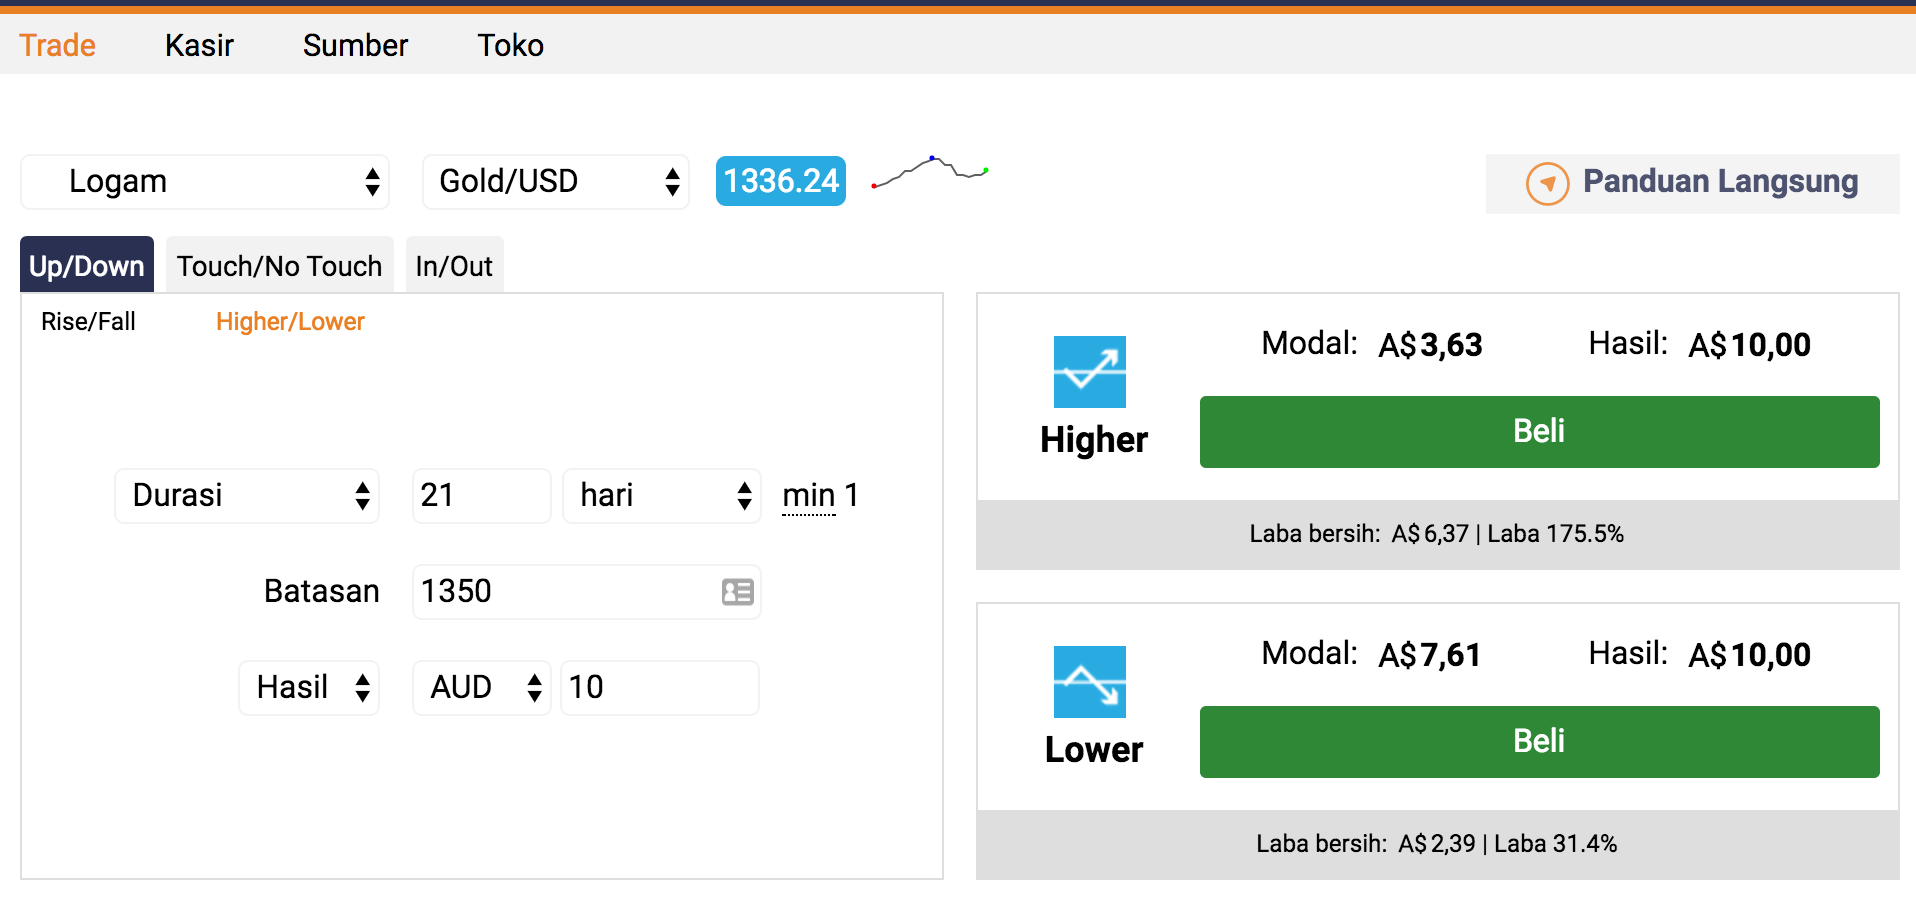 Trade Kasir Sumber Toko
Logam Gold/USD 1336.24 Panduan Langsung
Up/Down Touch/No Touch In/Out
Rise/Fall Higher/Lower
Durasi 21 hari min 1
Batasan 1350
Hasil AUD 10
Modal: A$3,63 Hasil: A$10,00
Higher
Beli
Laba bersih: A$6,37 | Laba 175.5%
Modal: A$7,61 Hasil: A$10,00
Lower
Beli
Laba bersih: A$2,39 | Laba 31.4%